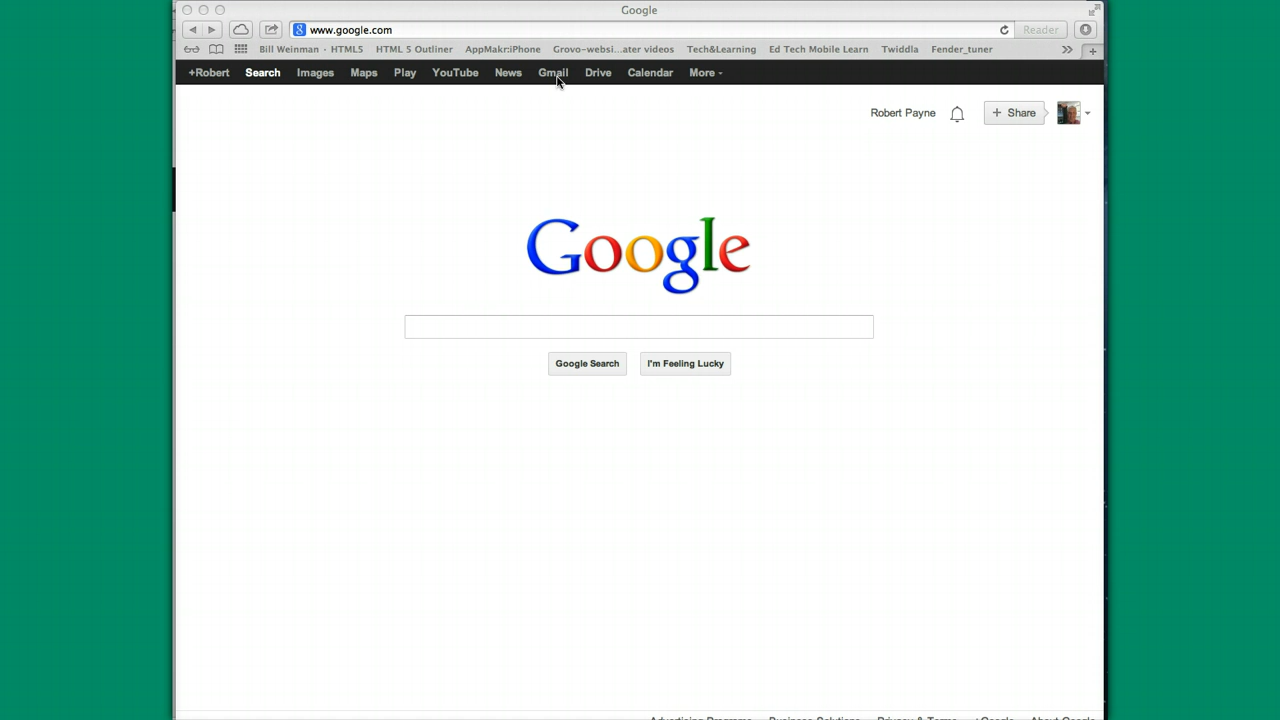 Google
www.google.com
Reader
Bill Weinman - HTML5 HTML 5 Outliner AppMakr:iPhone Grovo-websi...ater videos Tech&Learning Ed Tech Mobile Learn Twiddla Fender_tuner
+Robert Search Images Maps Play YouTube News Gmail Drive Calendar More
Robert Payne + Share
Google
Google Search I'm Feeling Lucky
Advertising Programs Business Solutions Privacy & Terms +Google About Google